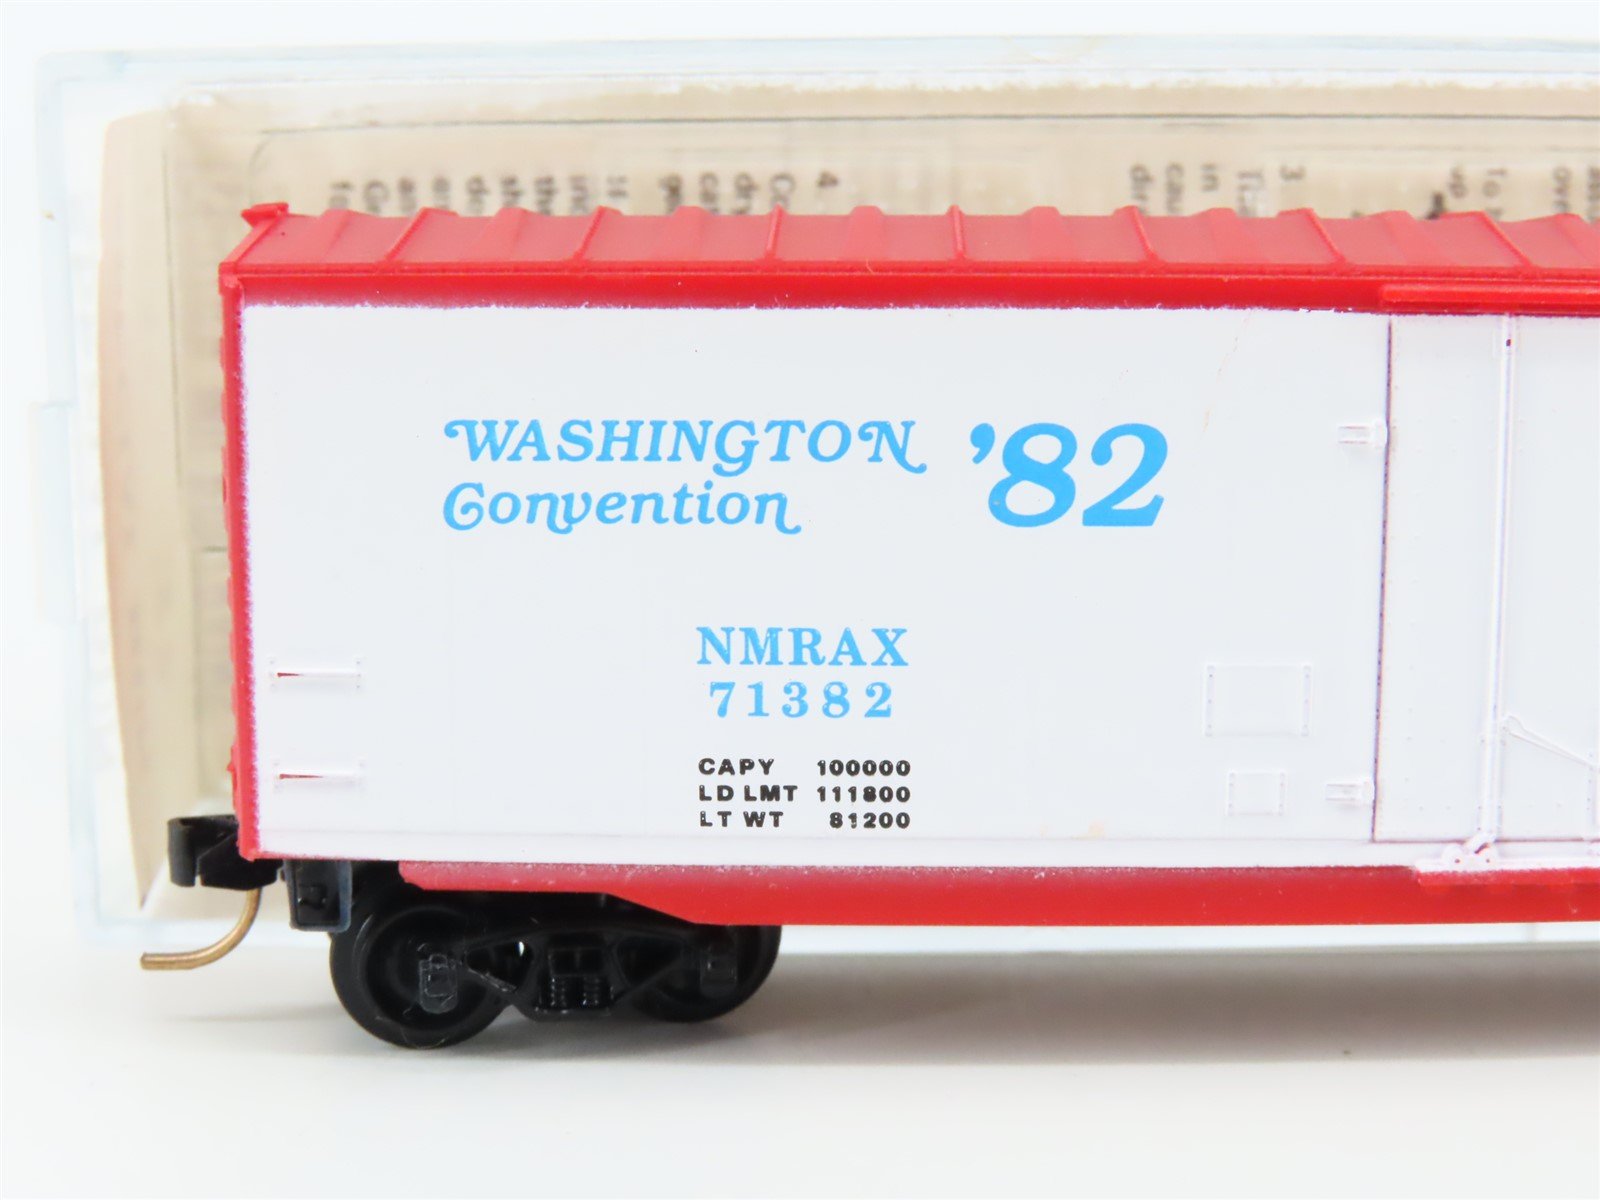 WASHINGTON '82
Convention
NMRAX
71382
CAPY 100000
LD LMT 111800
LT WT 81200